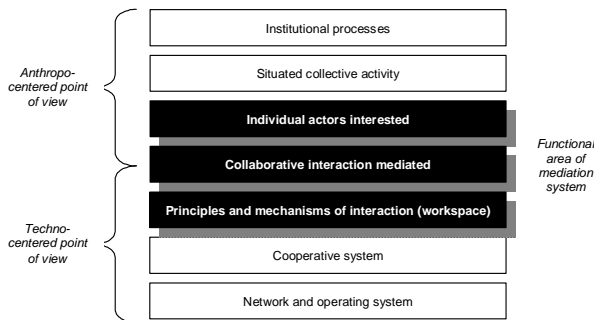 Institutional processes
Situated collective activity
Anthropo-
centered point
of view
Individual actors interested
Collaborative interaction mediated
Functional
area of
mediation
system
Principles and mechanisms of interaction (workspace)
Techno-
centered point
of view
Cooperative system
Network and operating system